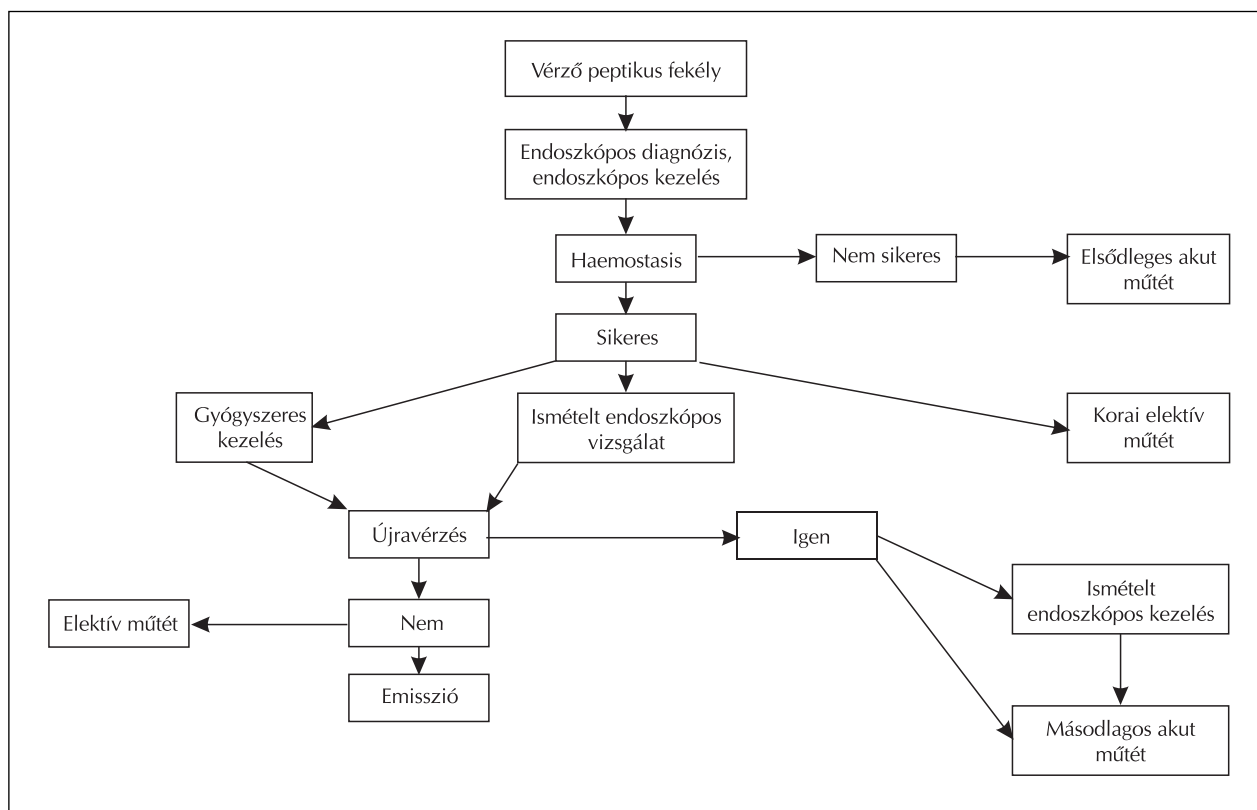 Vérző peptikus fekély
Endoszkópos diagnózis,
endoszkópos kezelés
Haemostasis
Nem sikeres
Elsődleges akut
műtét
Sikeres
Gyógyszeres
kezelés
Ismételt endoszkópos
vizsgálat
Korai elektív
műtét
Újravérzés
Igen
Ismételt
endoszkópos kezelés
Elektív műtét
Nem
Emisszió
Másodlagos akut
műtét